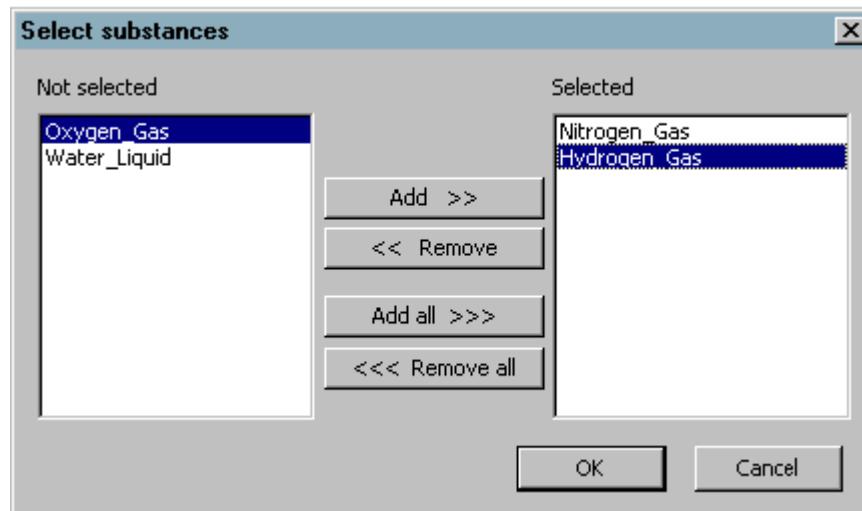 Select substances
Not selected
Selected
Oxygen_Gas
Water_Liquid
Nitrogen_Gas
Hydrogen_Gas
Add >>
<< Remove
Add all >>>
<<< Remove all
OK
Cancel